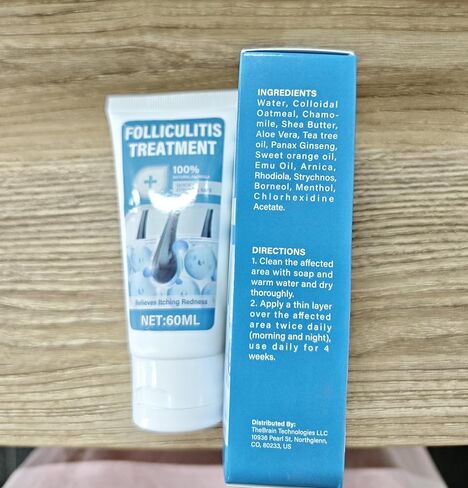 FOLLICULITIS
TREATMENT
100%
Relieves Itching Redness
NET:60ML
INGREDIENTS
Water, Colloidal
Oatmeal, Chamo-
mile, Shea Butter,
Aloe Vera, Tea tree
oil, Panax Ginseng,
Sweet orange oil,
Emu Oil, Arnica,
Rhodiola, Strychnos,
Borneol, Menthol,
Chlorhexidine
Acetate.
DIRECTIONS
1. Clean the affected
area with soap and
warm water and dry
thoroughly.
2. Apply a thin layer
over the affected
area twice daily
(morning and night),
use daily for 4
weeks.
Distributed By:
TheBrain Technologies LLC
10936 Pearl St, Northglenn,
CO, 80233, US